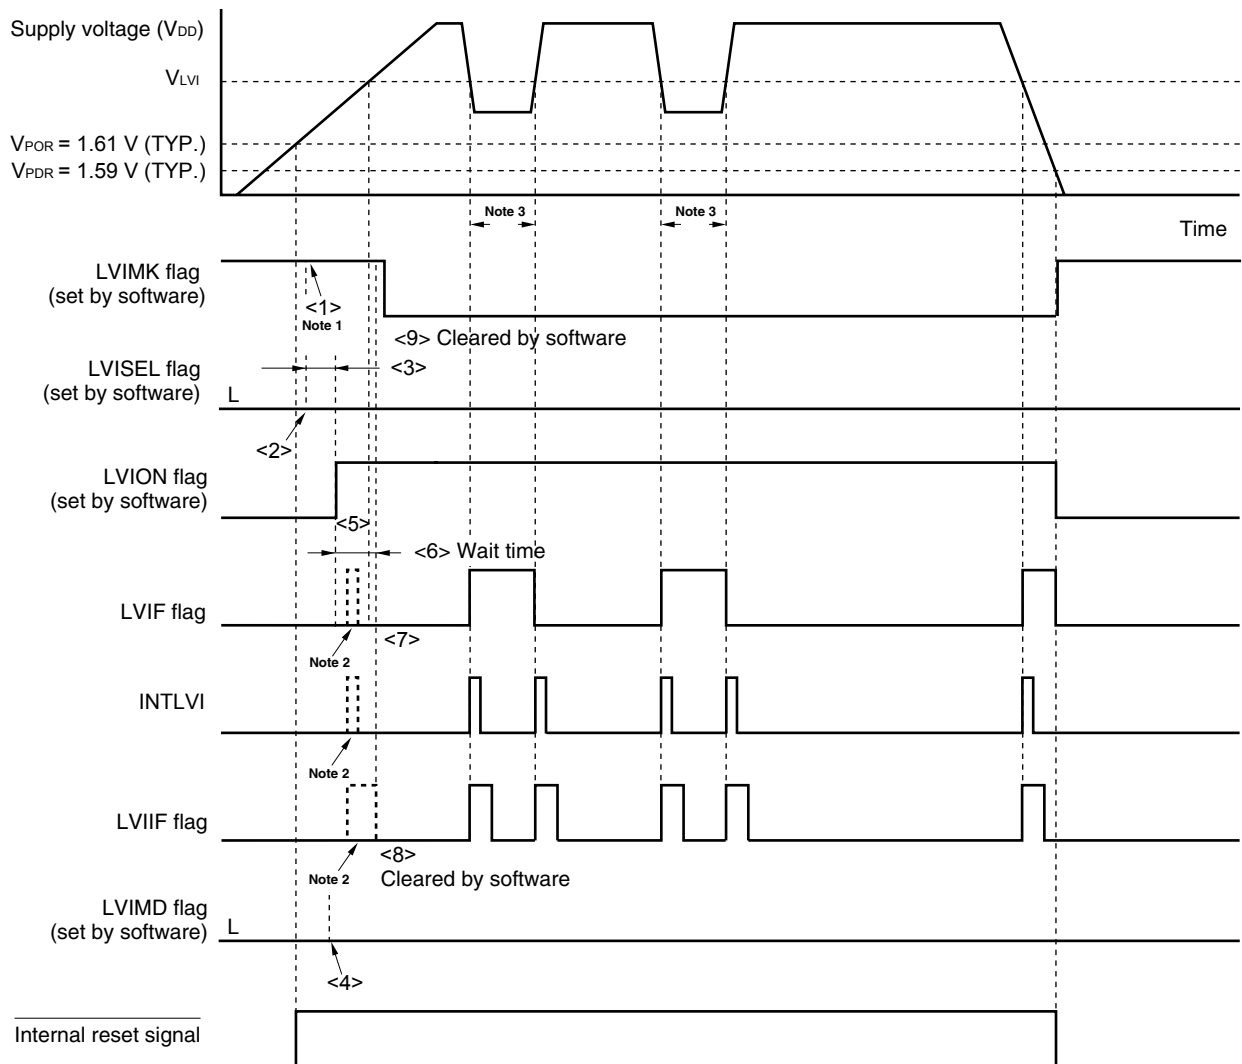 Supply voltage (VDD)
VLVI
VPOR = 1.61 V (TYP.)
VPDR = 1.59 V (TYP.)
Note 3
Note 3
Time
LVIMK flag
(set by software)
<1>
Note 1
<9> Cleared by software
LVISEL flag
(set by software)
L
<3>
<2>
LVION flag
(set by software)
<5>
<6> Wait time
LVIF flag
<7>
Note 2
INTLVI
Note 2
LVIIF flag
<8>
Note 2
Cleared by software
LVIMD flag
(set by software)
L
<4>
Internal reset signal